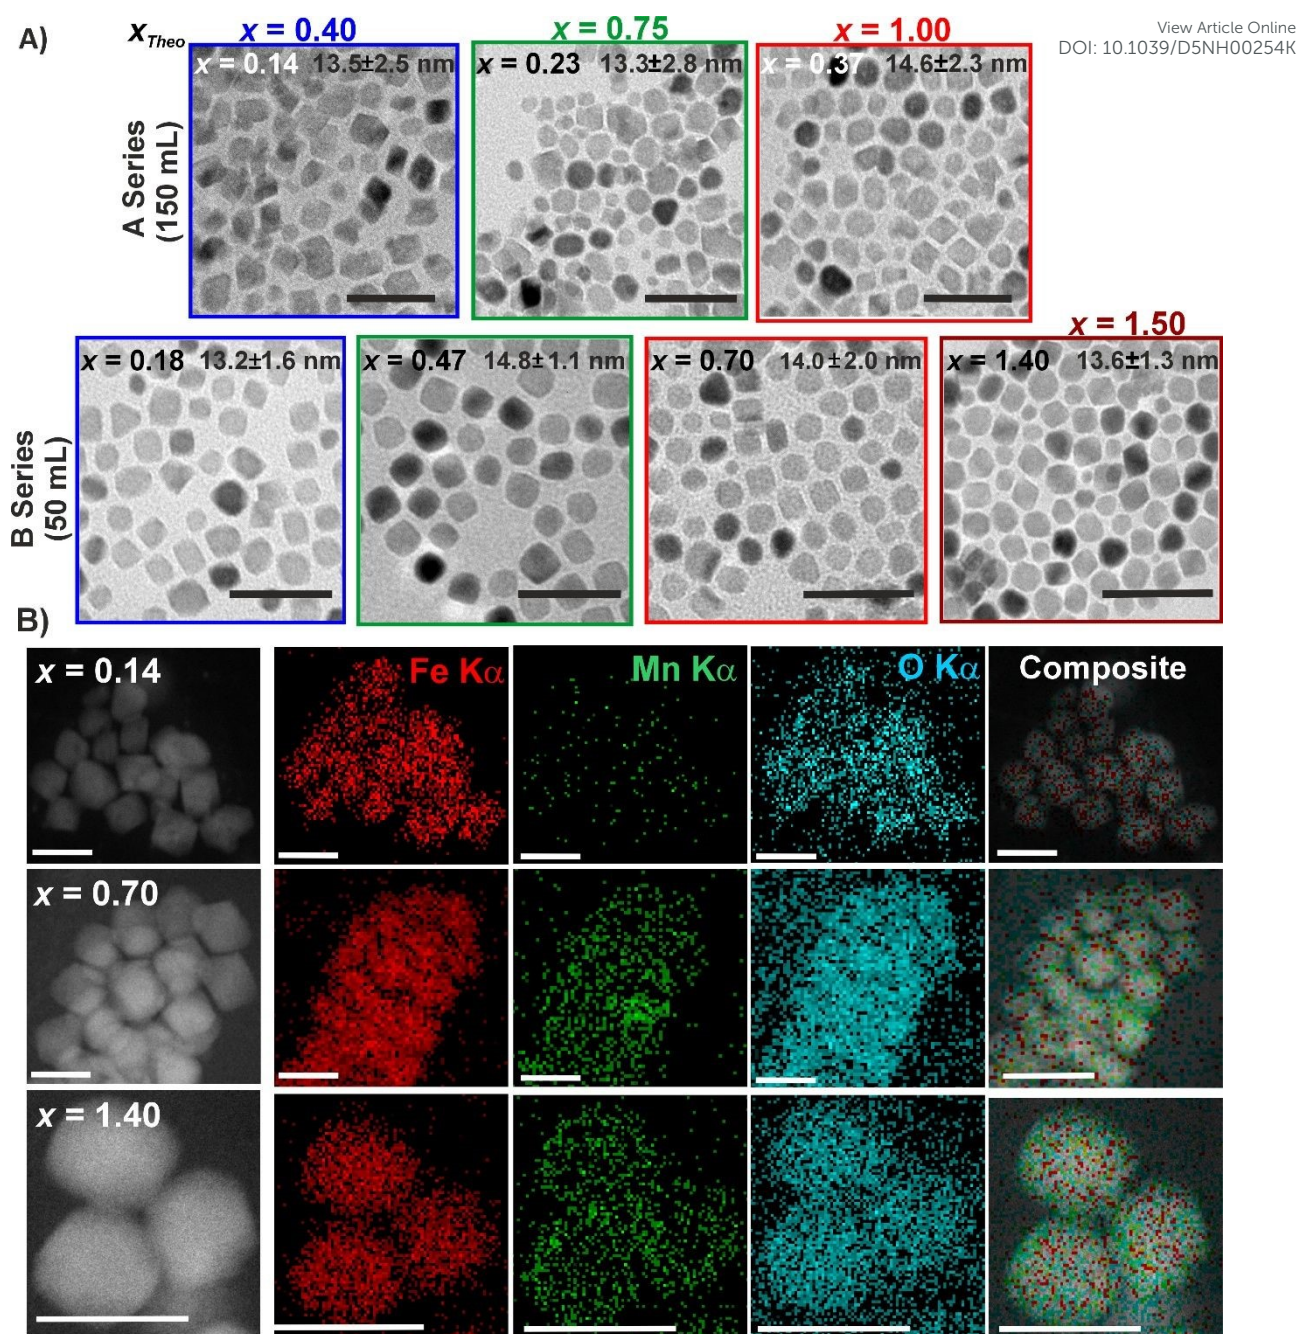 View Article Online
DOI: 10.1039/D5NH00254K
A)
xTheo x = 0.40 x = 0.75 x = 1.00
A Series
(150 mL)
x = 0.14 13.5±2.5 nm
x = 0.23 13.3±2.8 nm
x = 0.37 14.6±2.3 nm
x = 1.50
B Series
(50 mL)
x = 0.18 13.2±1.6 nm
x = 0.47 14.8±1.1 nm
x = 0.70 14.0±2.0 nm
x = 1.40 13.6±1.3 nm
B)
x = 0.14 Fe Kα Mn Kα O Kα Composite
x = 0.70
x = 1.40